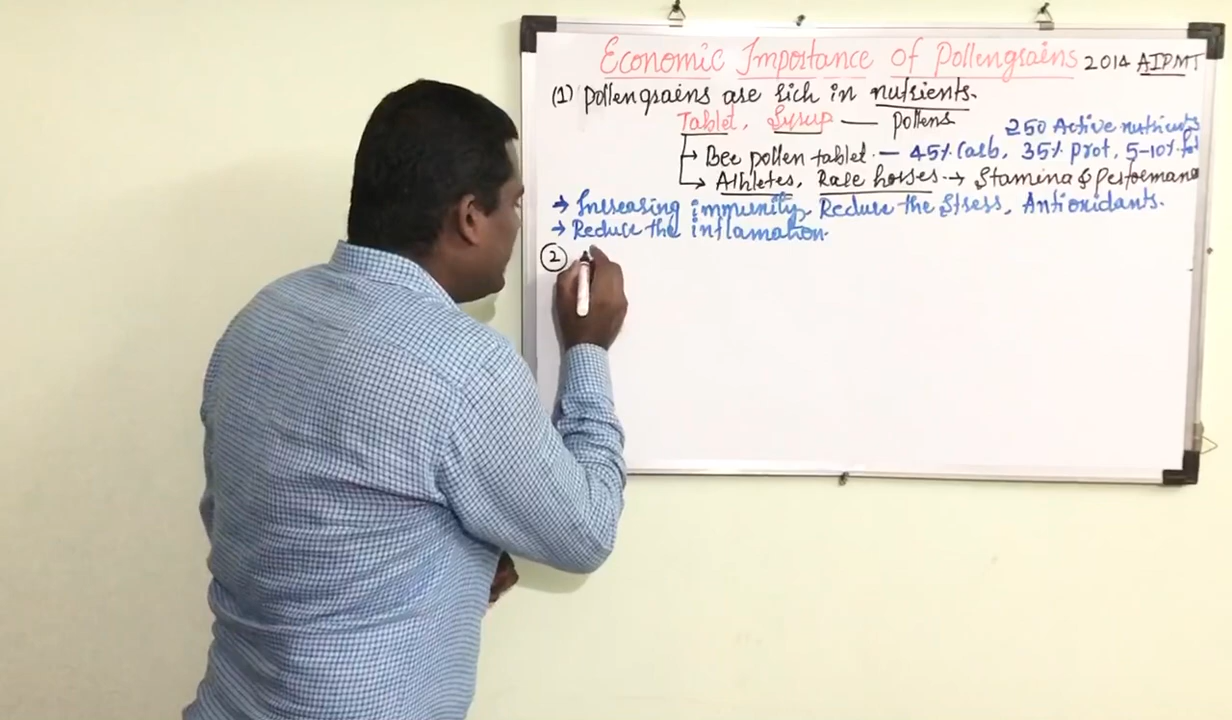 Economic Importance of Pollengrains 2014 AIPMT
(1) pollengrains are rich in nutrients.
Tablet, Syrup — pollens
250 Active nutrients
→ Bee pollen tablet. — 45% Carb, 35% prot, 5-10% fat
→ Athletes, Race horses → Stamina & Performan
→ Increasing immunity, Reduce the Stress, Antioxidants.
→ Reduce the inflamation.
2